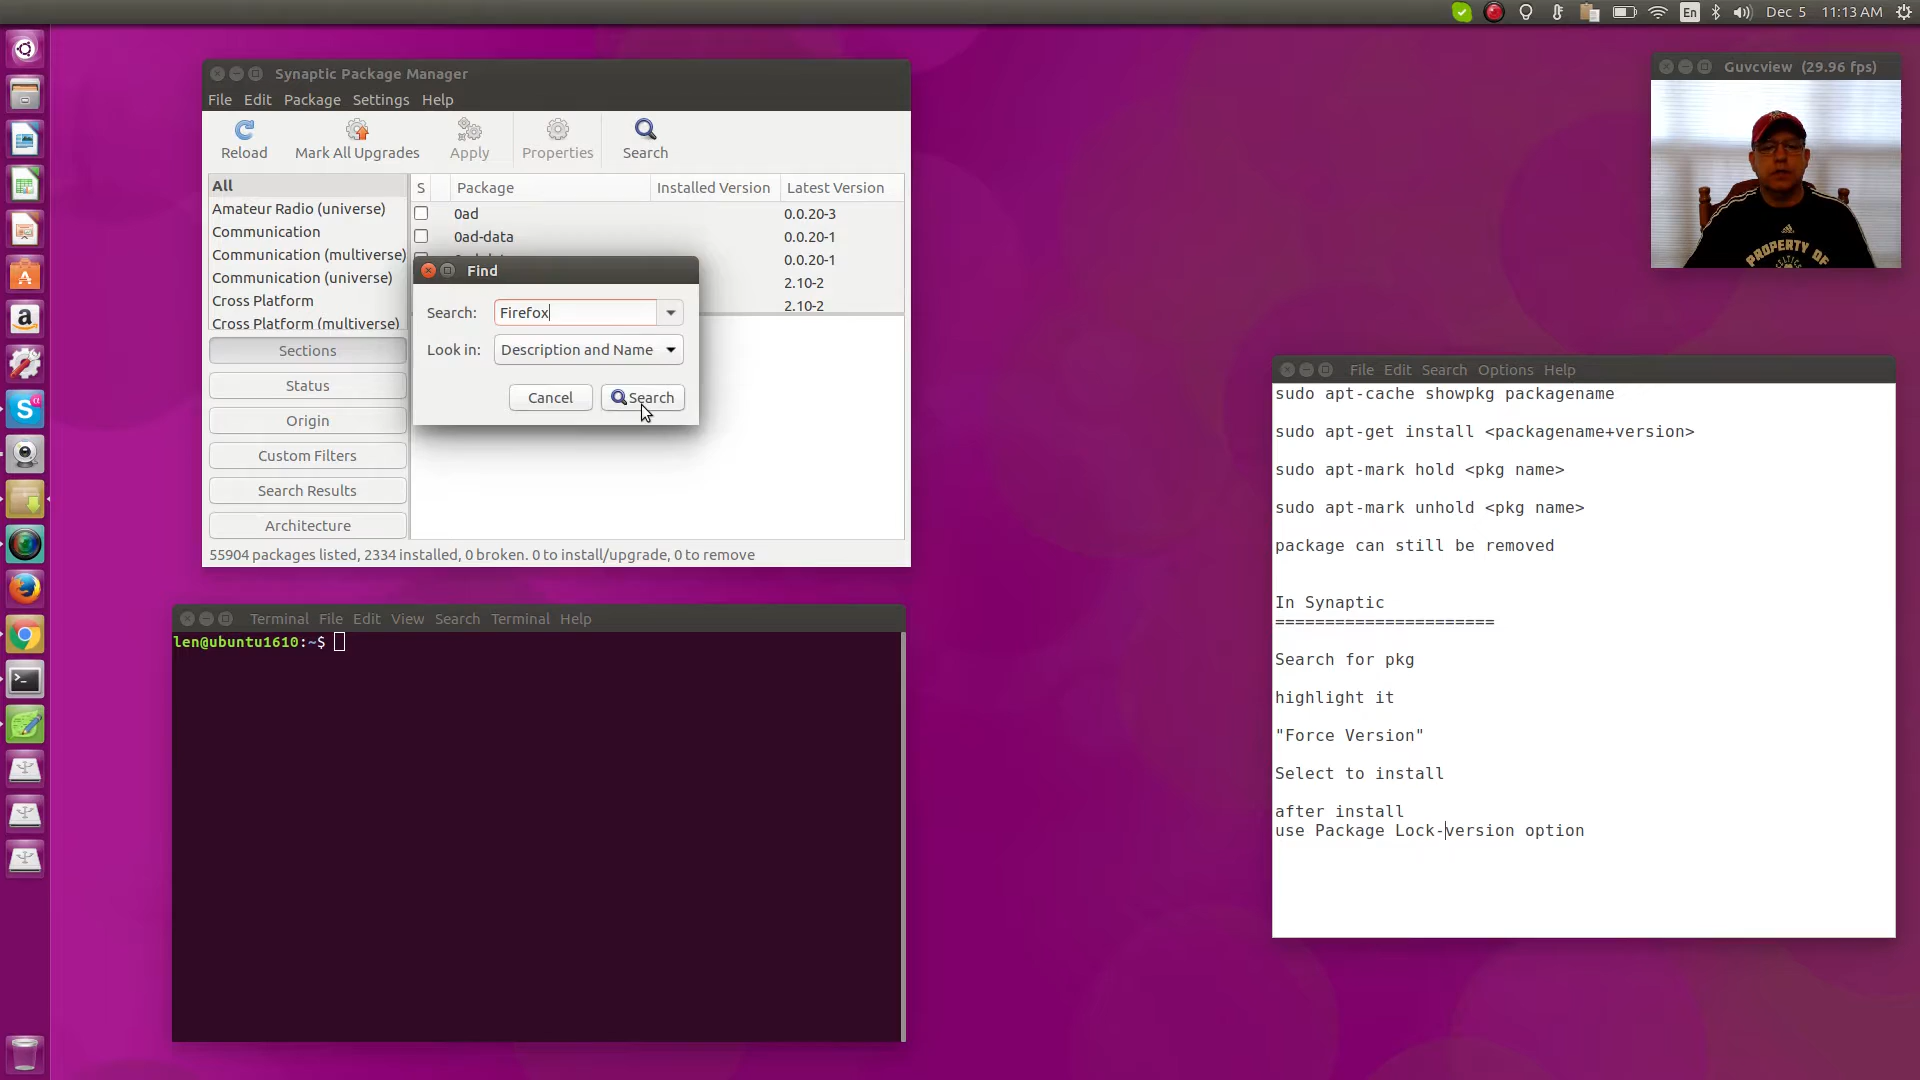 En
Dec 5
11:13 AM
Synaptic Package Manager
File Edit Package Settings Help
Reload
Mark All Upgrades
Apply
Properties
Search
All
Amateur Radio (universe)
Communication
Communication (multiverse)
Communication (universe)
Cross Platform
Cross Platform (multiverse)
Sections
Status
Origin
Custom Filters
Search Results
Architecture
S Package Installed Version Latest Version
0ad 0.0.20-3
0ad-data 0.0.20-1
0.0.20-1
2.10-2
2.10-2
55904 packages listed, 2334 installed, 0 broken. 0 to install/upgrade, 0 to remove
Find
Search: Firefox
Look in: Description and Name
Cancel Search
Terminal File Edit View Search Terminal Help
len@ubuntu1610:~$
Guvcview (29.96 fps)
PROPERTY OF
CELTICS
File Edit Search Options Help
sudo apt-cache showpkg packagename
sudo apt-get install <packagename+version>
sudo apt-mark hold <pkg name>
sudo apt-mark unhold <pkg name>
package can still be removed
In Synaptic
======================
Search for pkg
highlight it
"Force Version"
Select to install
after install
use Package Lock-version option